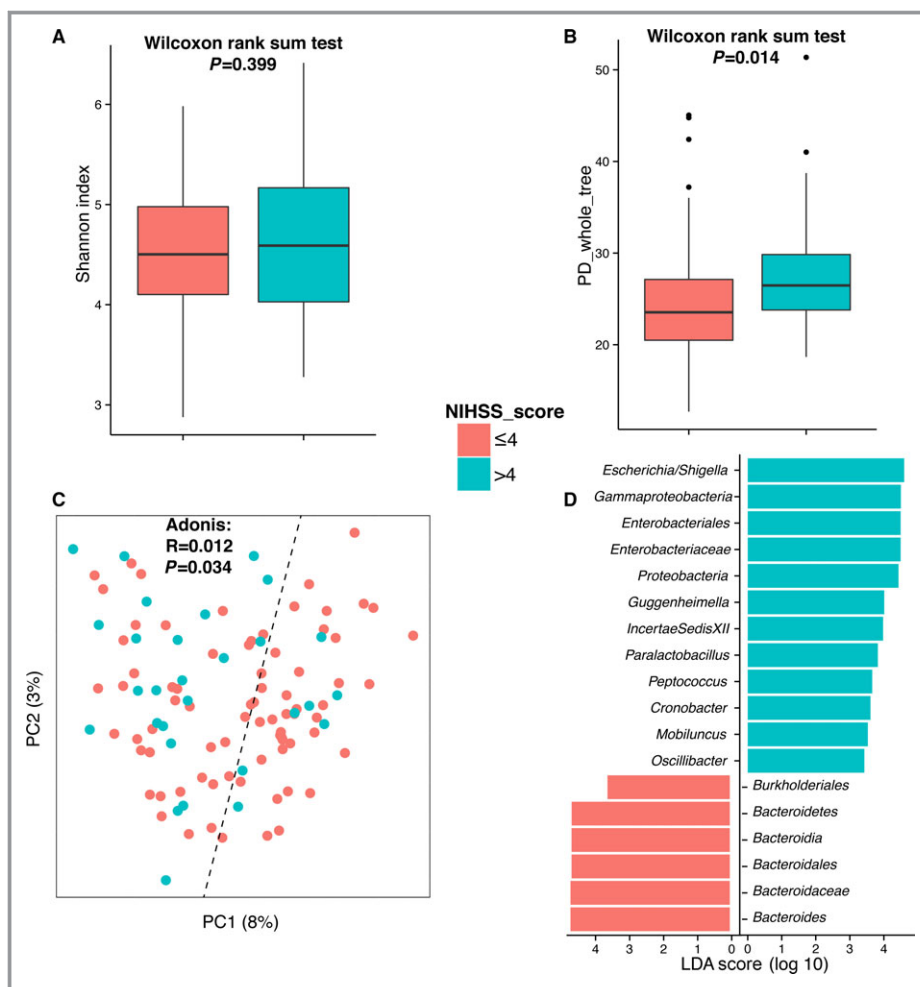 A
Wilcoxon rank sum test
P=0.399
Shannon index
6
5
4
3
B
Wilcoxon rank sum test
P=0.014
PD_whole_tree
50
40
30
20
NIHSS_score
≤4
>4
C
Adonis:
R=0.012
P=0.034
PC2 (3%)
PC1 (8%)
D
Escherichia/Shigella
Gammaproteobacteria
Enterobacteriales
Enterobacteriaceae
Proteobacteria
Guggenheimella
IncertaeSedisXII
Paralactobacillus
Peptococcus
Cronobacter
Mobiluncus
Oscillibacter
Burkholderiales
Bacteroidetes
Bacteroidia
Bacteroidales
Bacteroidaceae
Bacteroides
4 3 2 1 0 0 1 2 3 4
LDA score (log 10)